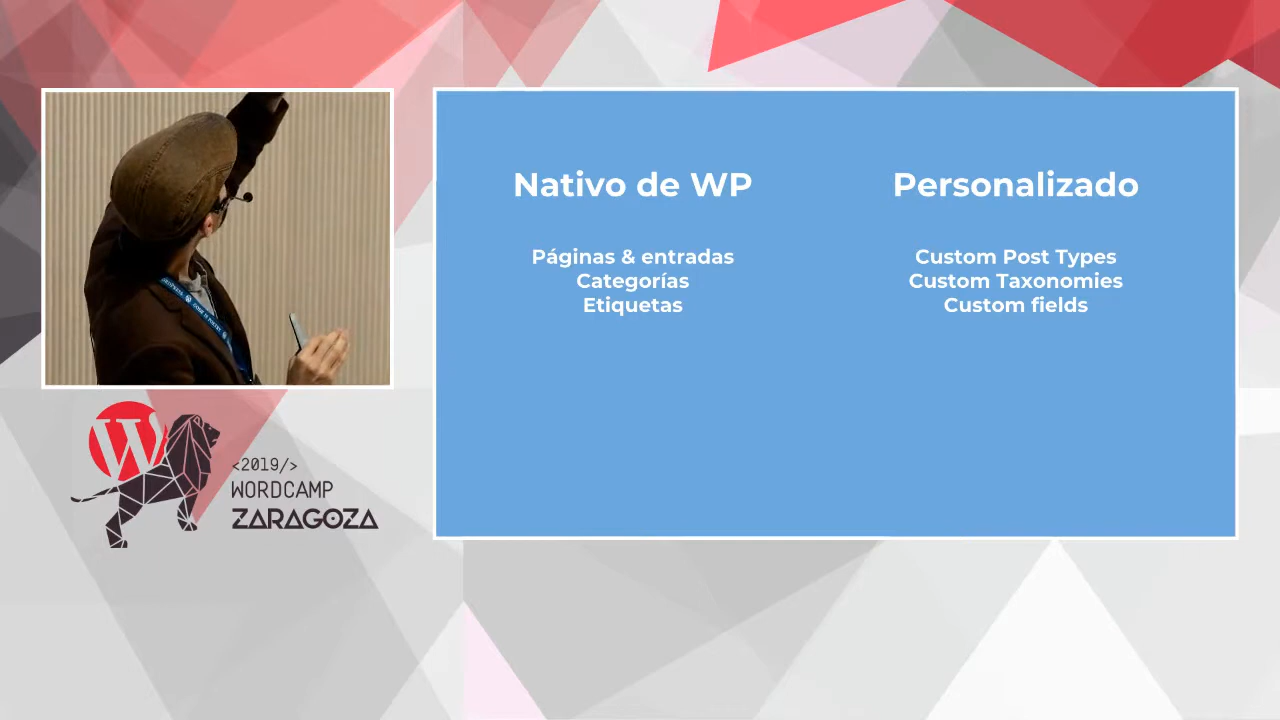 Nativo de WP
Páginas & entradas
Categorías
Etiquetas
Personalizado
Custom Post Types
Custom Taxonomies
Custom fields
<2019/>
WORDCAMP
ZARAGOZA